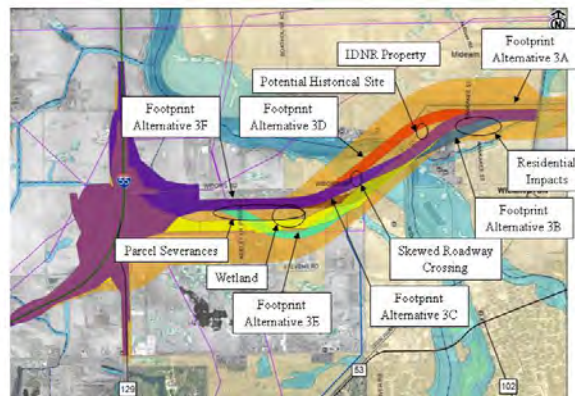 N
IDNR Property
Potential Historical Site
Footprint
Alternative 3A
Footprint
Alternative 3F
Footprint
Alternative 3D
55
Residential
Impacts
Footprint
Alternative 3B
Parcel Severances
Wetland
Skewed Roadway
Crossing
Footprint
Alternative 3E
Footprint
Alternative 3C
53
129
102